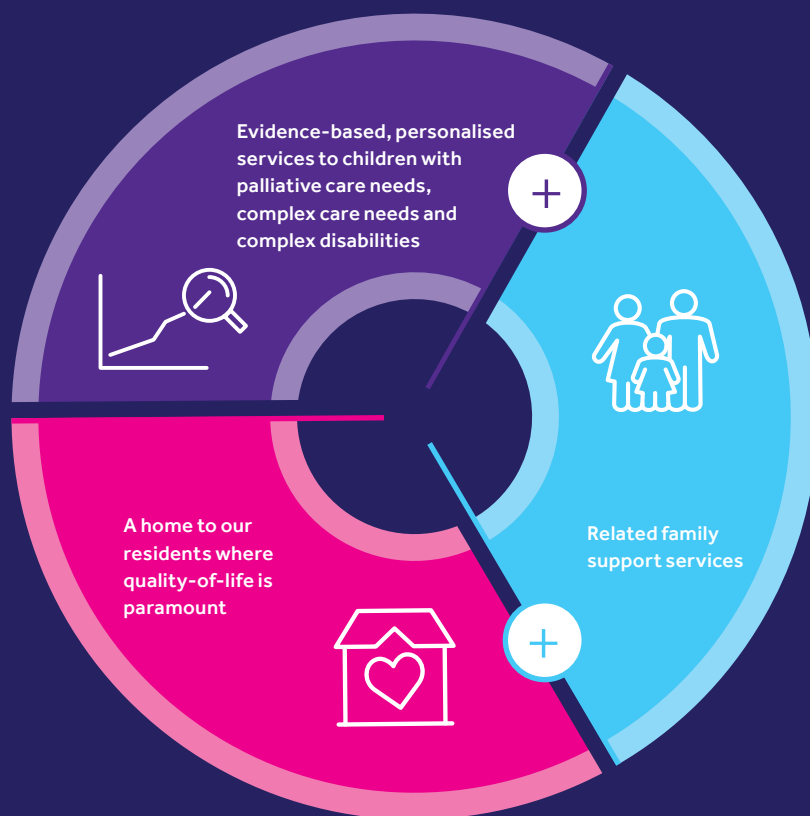 Evidence-based, personalised
services to children with
palliative care needs,
complex care needs and
complex disabilities
+
Related family
support services
+
A home to our
residents where
quality-of-life is
paramount